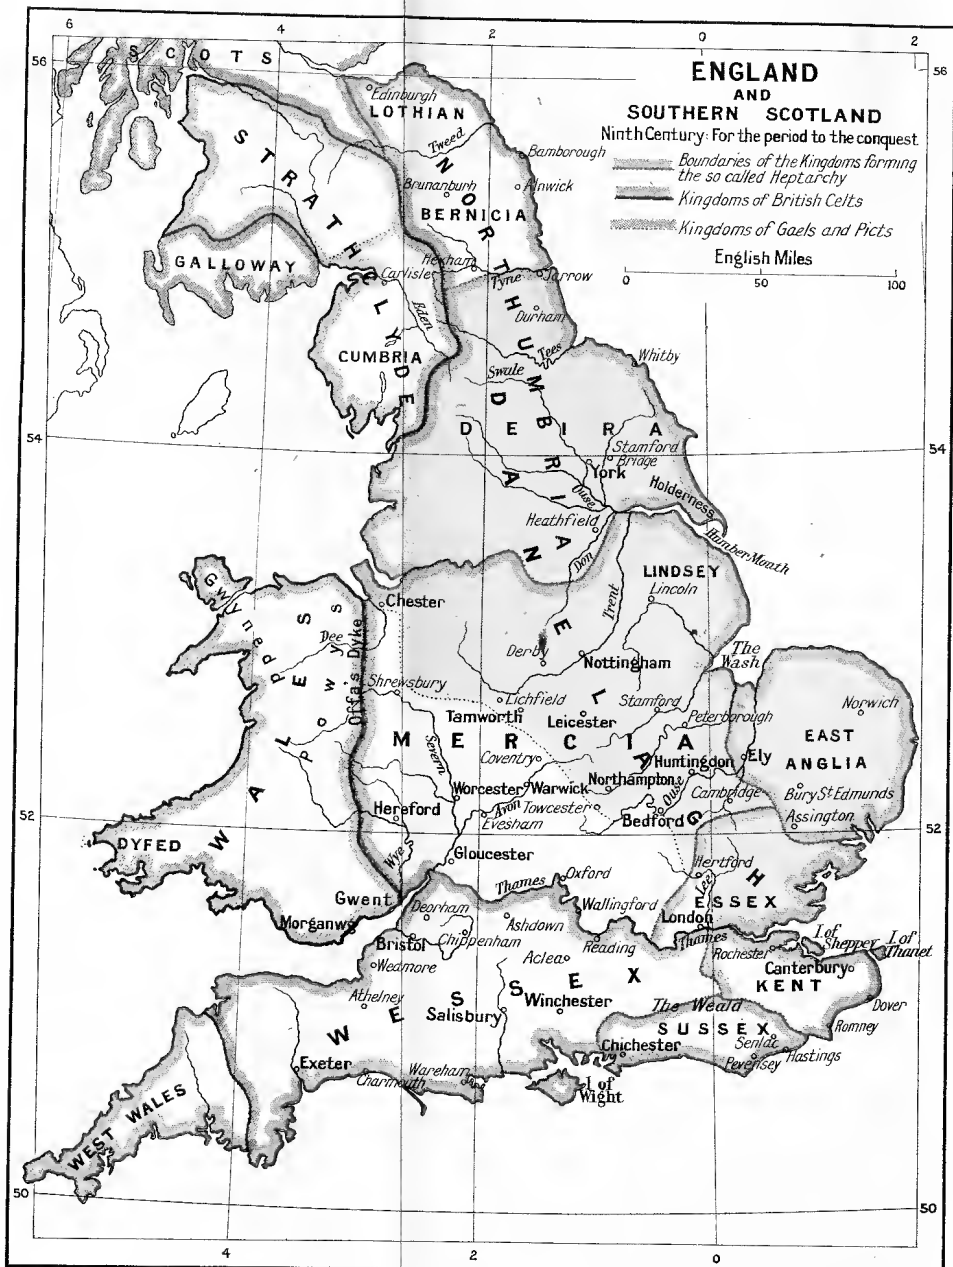 6
4
2
0
2
56
56
ENGLAND
AND
SOUTHERN SCOTLAND
Ninth Century: For the period to the conquest
Boundaries of the Kingdoms forming
the so called Heptarchy
Kingdoms of British Celts
Kingdoms of Gaels and Picts
English Miles
0 50 100
SCOTS
Edinburgh
LOTHIAN
Tweed
Bamborough
STRATHCLYDE
Brunanburh
Alnwick
BERNICIA
NORTHUMBRIA
GALLOWAY
Hexham
Carlisle
Tyne
Jarrow
Eden
Durham
CUMBRIA
Tees
Whitby
Swale
DEIRA
Stamford
Bridge
York
54
54
Ouse
Holderness
Heathfield
Humber Mouth
Don
DANELAGH
LINDSEY
Lincoln
Trent
Gwynedd
Chester
Dee
Powys
Offa's Dyke
WALES
Derby
Nottingham
The
Wash
Shrewsbury
Lichfield
Stamford
Norwich
Tamworth
Leicester
Peterborough
MERCIA
EAST
ANGLIA
Severn
Coventry
Huntingdon
Ely
Worcester
Warwick
Northampton
Ouse
Cambridge
Bury St Edmunds
Hereford
Avon
Towcester
Bedford
Assington
Evesham
52
52
DYFED
Wye
Gloucester
Hertford
Lee
Gwent
Thames
Oxford
ESSEX
Morganwg
Deorham
Wallingford
London
Ashdown
Bristol
Chippenham
Reading
Thames
I. of
Sheppey
I. of
Thanet
Rochester
Wedmore
Aclea
Canterbury
KENT
WESSEX
Athelney
Winchester
The Weald
Dover
Salisbury
SUSSEX
Romney
Senlac
Chichester
Hastings
Pevensey
Exeter
Wareham
Charmouth
I. of
Wight
WEST WALES
50
50
4
2
0